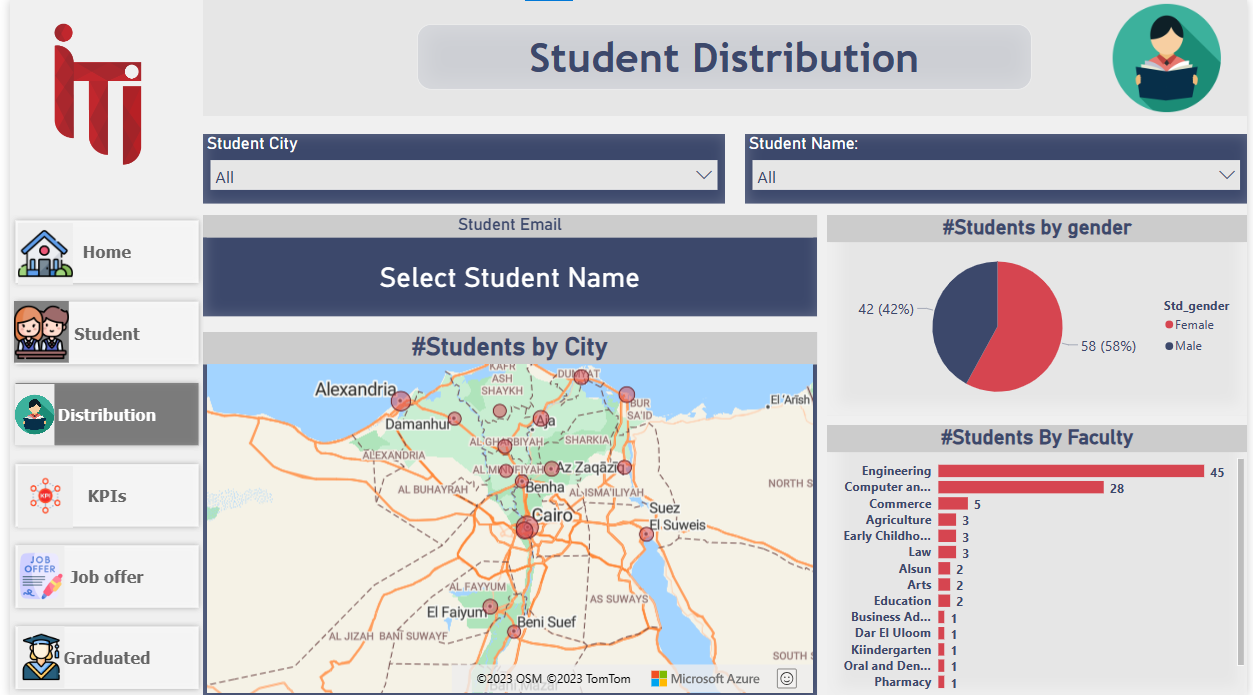 iTi
Student Distribution
Student City
All
Student Name:
All
Home
Student
Distribution
KPI
KPIs
JOB
OFFER
Job offer
Graduated
Student Email
Select Student Name
#Students by City
KAFR
ASH
SHAYKH
DUMYAT
Alexandria
BUR
SA'ID
El 'Arish
Damanhur
Aja
AL GHARBIYAH
SHARKIA
ALEXANDRIA
AL MINUFIYAH
Az Zaqāziq
AL BUHAYRAH
Benha
AL-ISMA'ILIYAH
NORTH S
Cairo
Suez
El Suweis
AL FAYYUM
AS SUWAYS
El Faiyum
Beni Suef
AL JIZAH
BANI SUWAYF
SOUTH S
Bani Mazar
©2023 OSM ©2023 TomTom
Microsoft Azure
#Students by gender
42 (42%)
58 (58%)
Std_gender
Female
Male
#Students By Faculty
Engineering 45
Computer an... 28
Commerce 5
Agriculture 3
Early Childho... 3
Law 3
Alsun 2
Arts 2
Education 2
Business Ad... 1
Dar El Uloom 1
Kiindergarten 1
Oral and Den... 1
Pharmacy 1